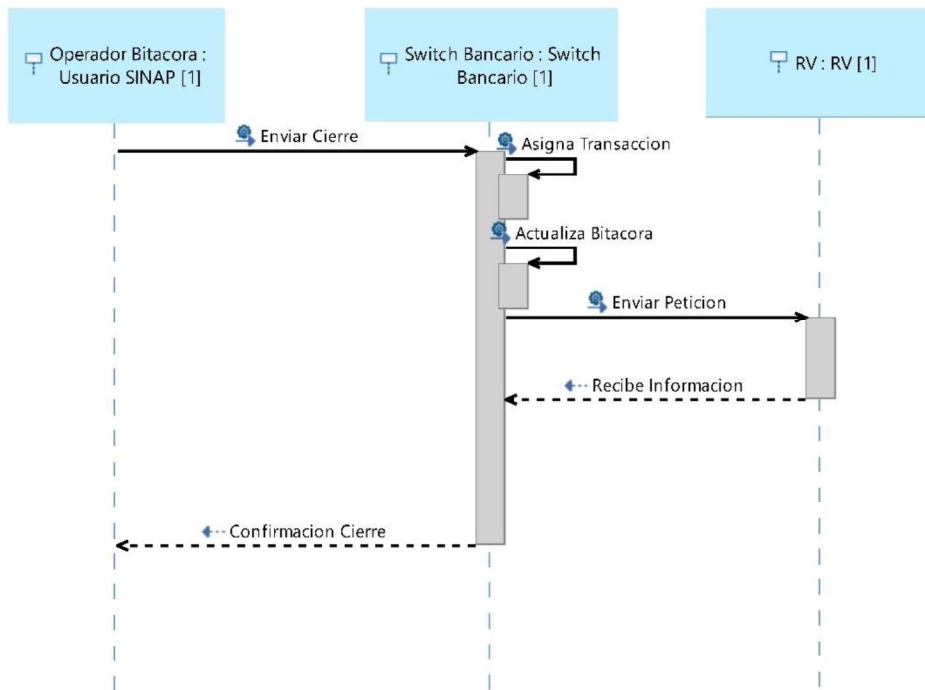 Operador Bitacora :
Usuario SINAP [1]
Switch Bancario : Switch
Bancario [1]
RV : RV [1]
Enviar Cierre
Asigna Transaccion
Actualiza Bitacora
Enviar Peticion
Recibe Informacion
Confirmacion Cierre